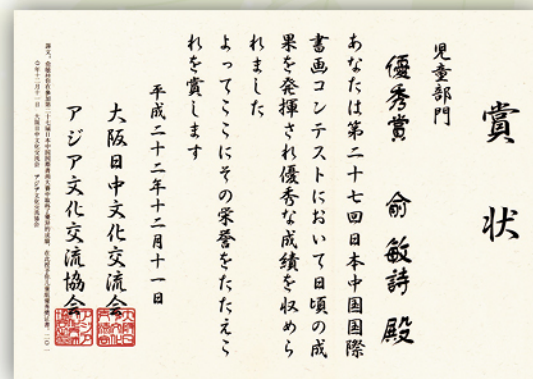 賞状
児童部門
優秀賞 俞敏詩 殿
あなたは第二十七回日本中国国際
書画コンテストにおいて日頃の成
果を発揮され優秀な成績を収めら
れました
よってここにその栄誉をたたえこ
れを賞します
平成二十二年十二月十一日
大阪日中文化交流会
アジア文化交流協会